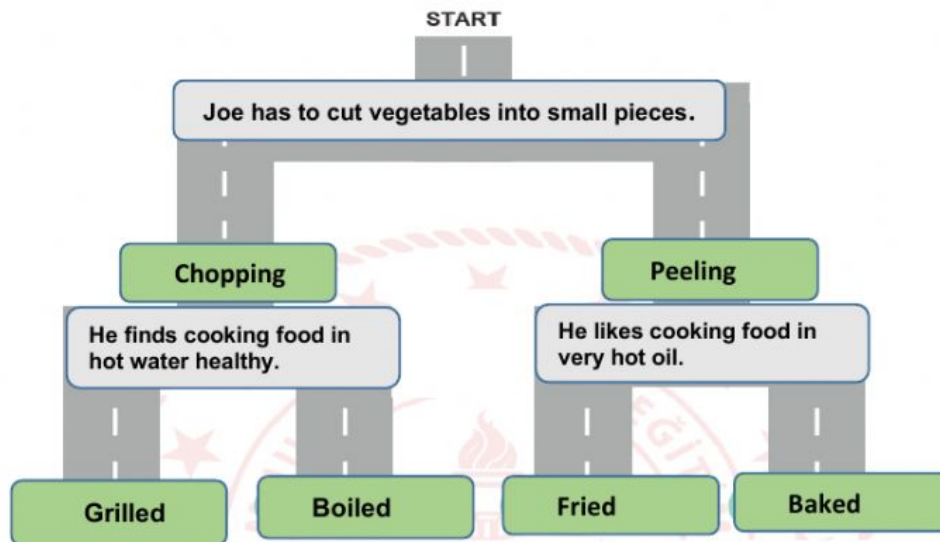 START
Joe has to cut vegetables into small pieces.
Chopping
Peeling
He finds cooking food in
hot water healthy.
He likes cooking food in
very hot oil.
Grilled
Boiled
Fried
Baked